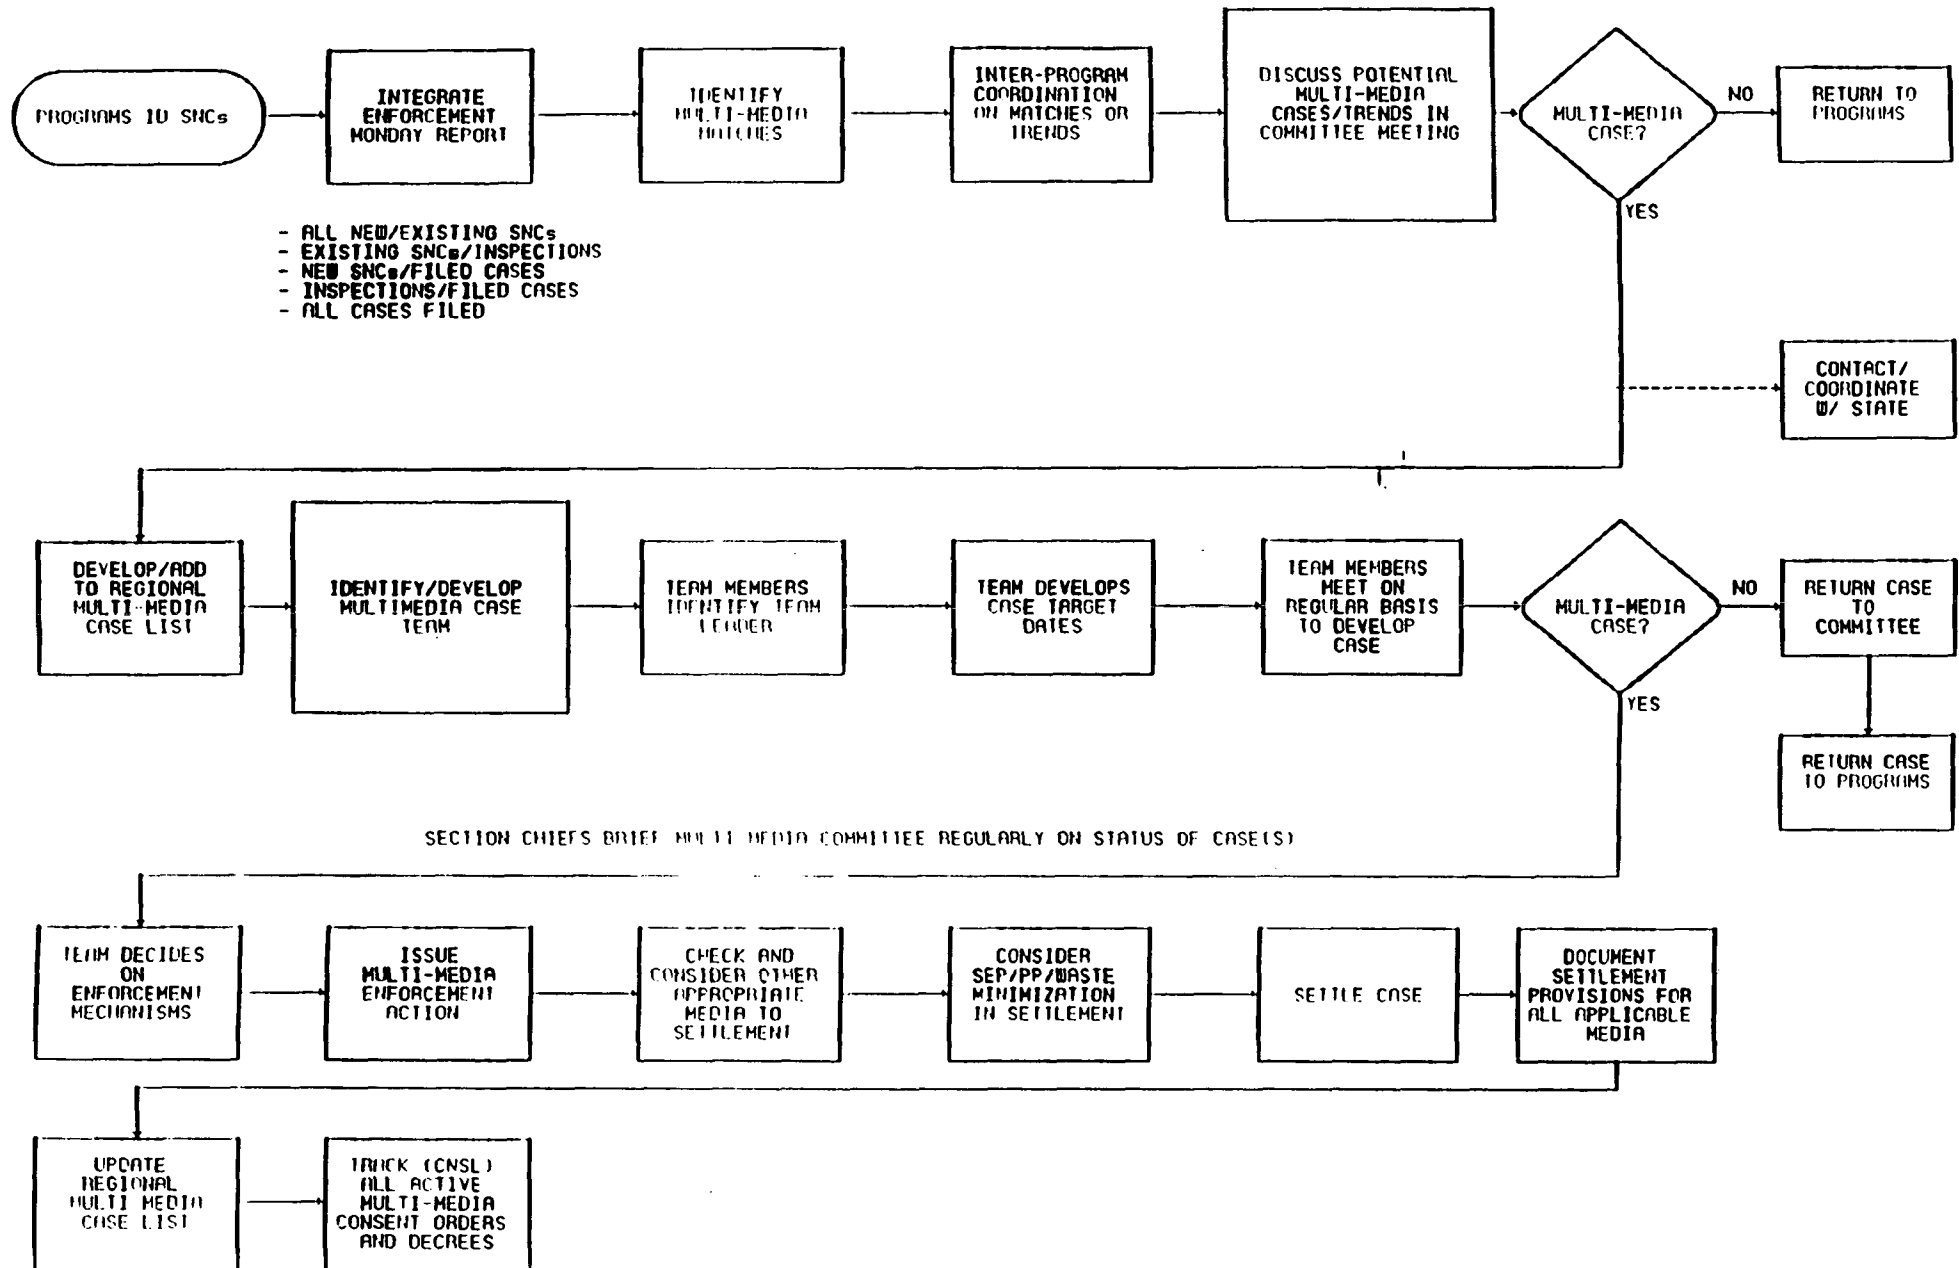 PROGRAMS ID SNCs
INTEGRATE
ENFORCEMENT
MONDAY REPORT
IDENTIFY
MULTI-MEDIA
MATCHES
INTER-PROGRAM
COORDINATION
ON MATCHES OR
TRENDS
DISCUSS POTENTIAL
MULTI-MEDIA
CASES/TRENDS IN
COMMITTEE MEETING
MULTI-MEDIA
CASE?
NO
RETURN TO
PROGRAMS
YES
- ALL NEW/EXISTING SNCs
- EXISTING SNCs/INSPECTIONS
- NEW SNCs/FILED CASES
- INSPECTIONS/FILED CASES
- ALL CASES FILED
CONTACT/
COORDINATE
W/ STATE
DEVELOP/ADD
TO REGIONAL
MULTI-MEDIA
CASE LIST
IDENTIFY/DEVELOP
MULTIMEDIA CASE
TEAM
TEAM MEMBERS
IDENTIFY TEAM
LEADER
TEAM DEVELOPS
CASE TARGET
DATES
TEAM MEMBERS
MEET ON
REGULAR BASIS
TO DEVELOP
CASE
MULTI-MEDIA
CASE?
NO
RETURN CASE
TO
COMMITTEE
YES
RETURN CASE
TO PROGRAMS
SECTION CHIEFS BRIEF MULTI MEDIA COMMITTEE REGULARLY ON STATUS OF CASE(S)
TEAM DECIDES
ON
ENFORCEMENT
MECHANISMS
ISSUE
MULTI-MEDIA
ENFORCEMENT
ACTION
CHECK AND
CONSIDER OTHER
APPROPRIATE
MEDIA TO
SETTLEMENT
CONSIDER
SEP/PP/WASTE
MINIMIZATION
IN SETTLEMENT
SETTLE CASE
DOCUMENT
SETTLEMENT
PROVISIONS FOR
ALL APPLICABLE
MEDIA
UPDATE
REGIONAL
MULTI MEDIA
CASE LIST
TRACK (CNSL)
ALL ACTIVE
MULTI-MEDIA
CONSENT ORDERS
AND DECREES